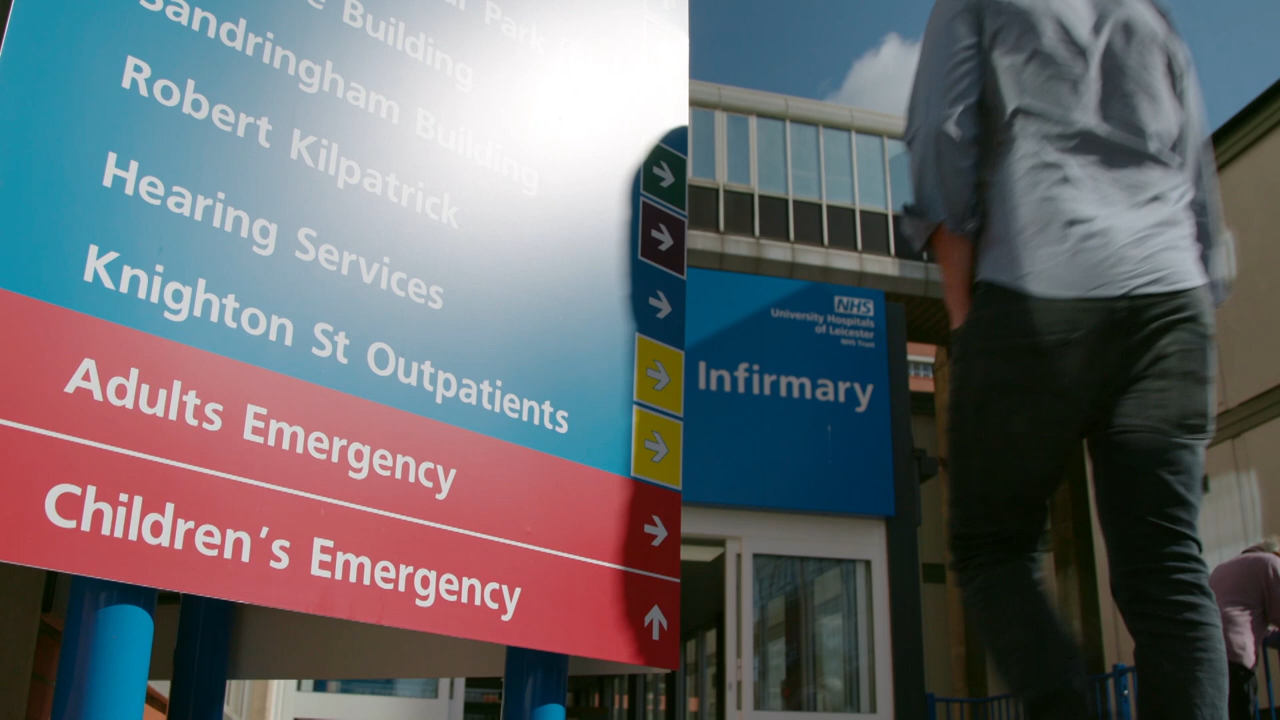 Park
Building
Sandringham Building
Robert Kilpatrick
Hearing Services
Knighton St Outpatients
Adults Emergency
Children's Emergency
NHS
University Hospitals
of Leicester
NHS Trust
Infirmary